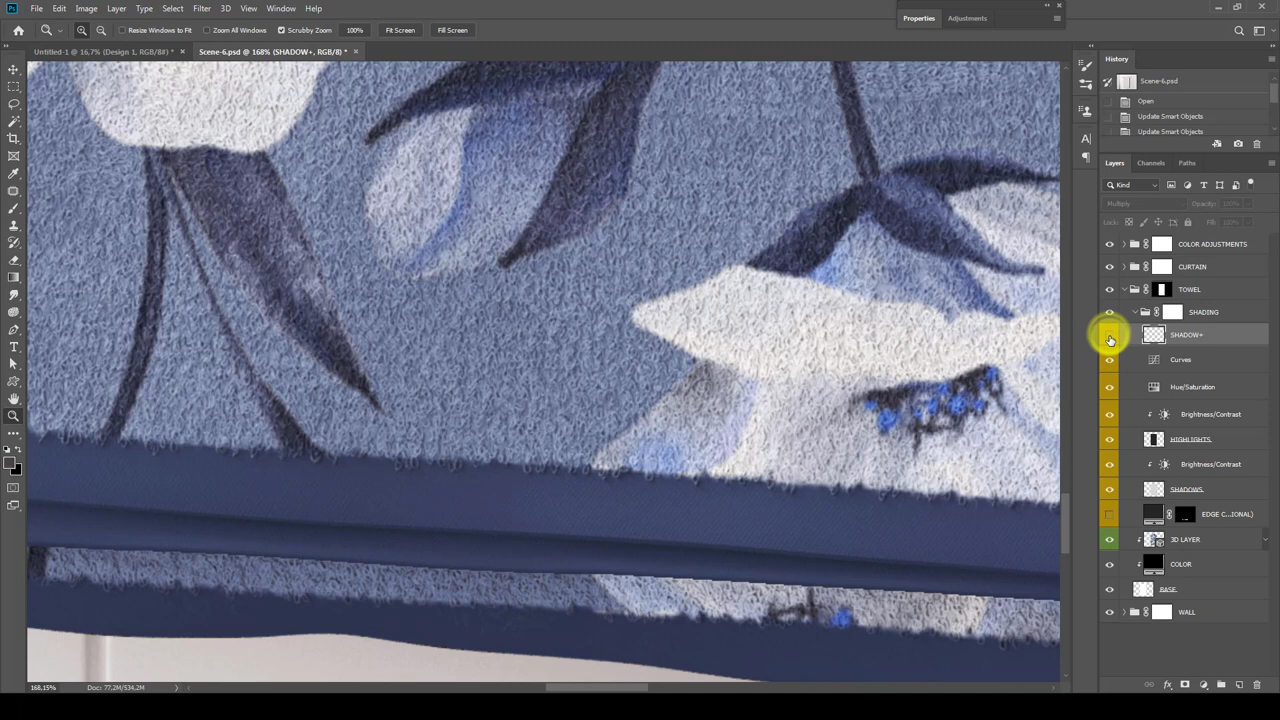 Ps File Edit Image Layer Type Select Filter 3D View Window Help
Properties Adjustments
Resize Windows to Fit Zoom All Windows Scrubby Zoom 100% Fit Screen Fill Screen
Untitled-1 @ 16,7% (Design 1, RGB/8#) * × Scene-6.psd @ 168% (SHADOW+, RGB/8) * ×
History
Scene-6.psd
Open
Update Smart Objects
Update Smart Objects
Layers Channels Paths
Kind
Multiply Opacity: 100%
Lock: Fill: 100%
COLOR ADJUSTMENTS
CURTAIN
TOWEL
SHADING
SHADOW+
Curves
Hue/Saturation
Brightness/Contrast
HIGHLIGHTS
Brightness/Contrast
SHADOWS
EDGE C...IONAL)
3D LAYER
COLOR
BASE
WALL
168,15% Doc: 77,2M/534,2M